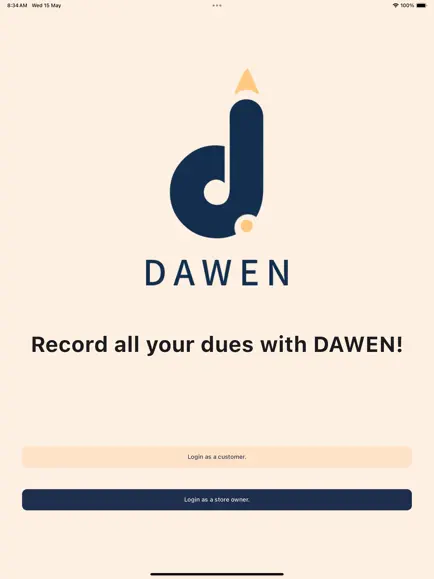 8:34 AM Wed 15 May
100%
DAWEN
Record all your dues with DAWEN!
Login as a customer.
Login as a store owner.